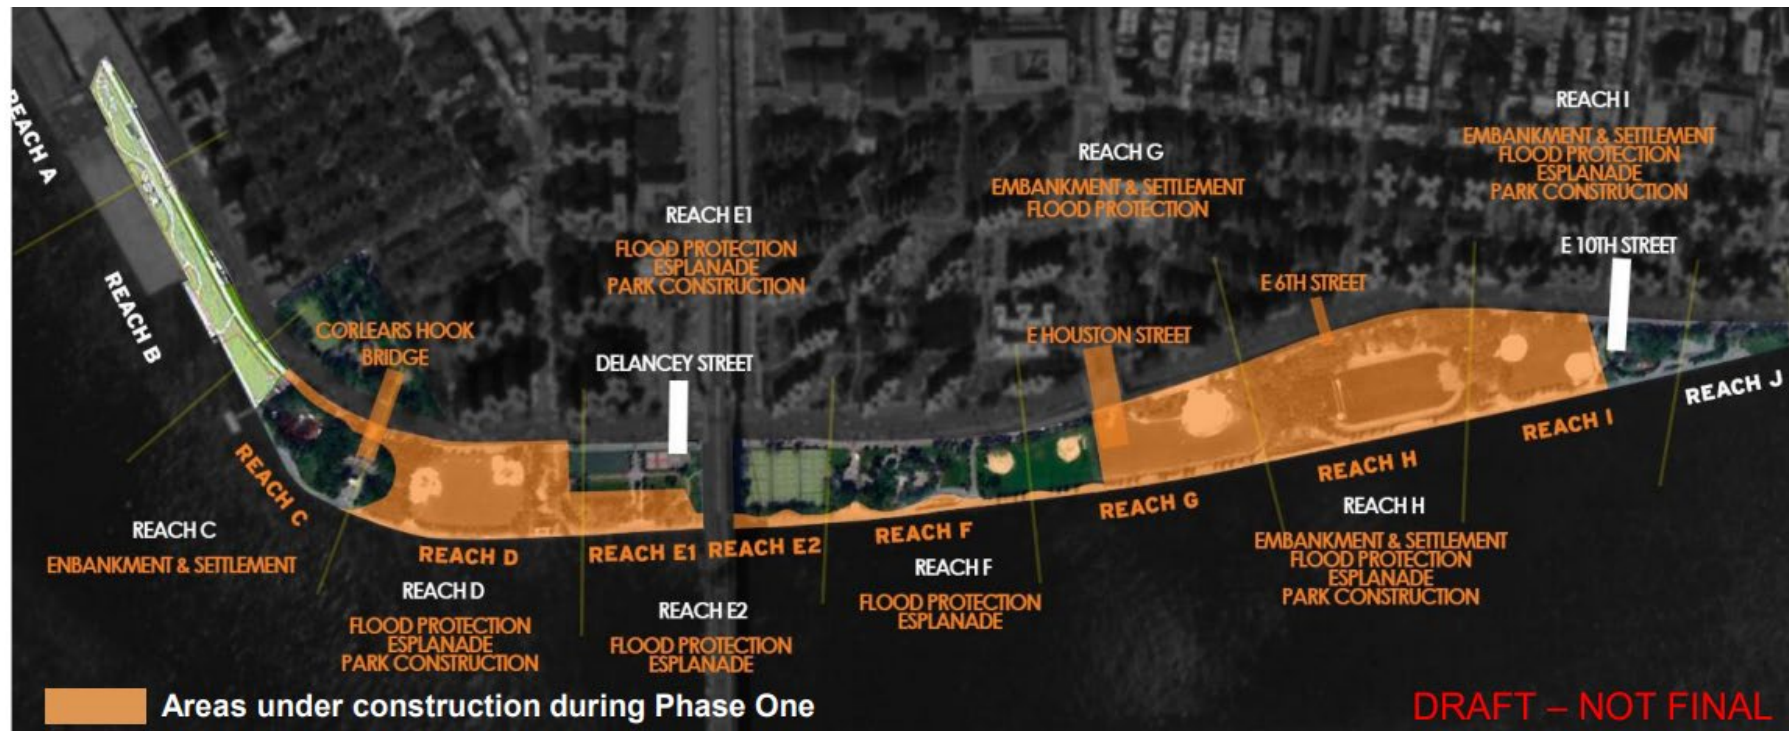 REACH A
REACH B
REACH C
REACH D
REACH E1
REACH E2
REACH F
REACH G
REACH H
REACH I
REACH J
REACH C
ENBANKMENT & SETTLEMENT
CORLEARS HOOK
BRIDGE
REACH D
FLOOD PROTECTION
ESPLANADE
PARK CONSTRUCTION
REACH E1
FLOOD PROTECTION
ESPLANADE
PARK CONSTRUCTION
DELANCEY STREET
REACH E2
FLOOD PROTECTION
ESPLANADE
REACH F
FLOOD PROTECTION
ESPLANADE
REACH G
EMBANKMENT & SETTLEMENT
FLOOD PROTECTION
E HOUSTON STREET
E 6TH STREET
REACH H
EMBANKMENT & SETTLEMENT
FLOOD PROTECTION
ESPLANADE
PARK CONSTRUCTION
REACH I
EMBANKMENT & SETTLEMENT
FLOOD PROTECTION
ESPLANADE
PARK CONSTRUCTION
E 10TH STREET
Areas under construction during Phase One
DRAFT – NOT FINAL